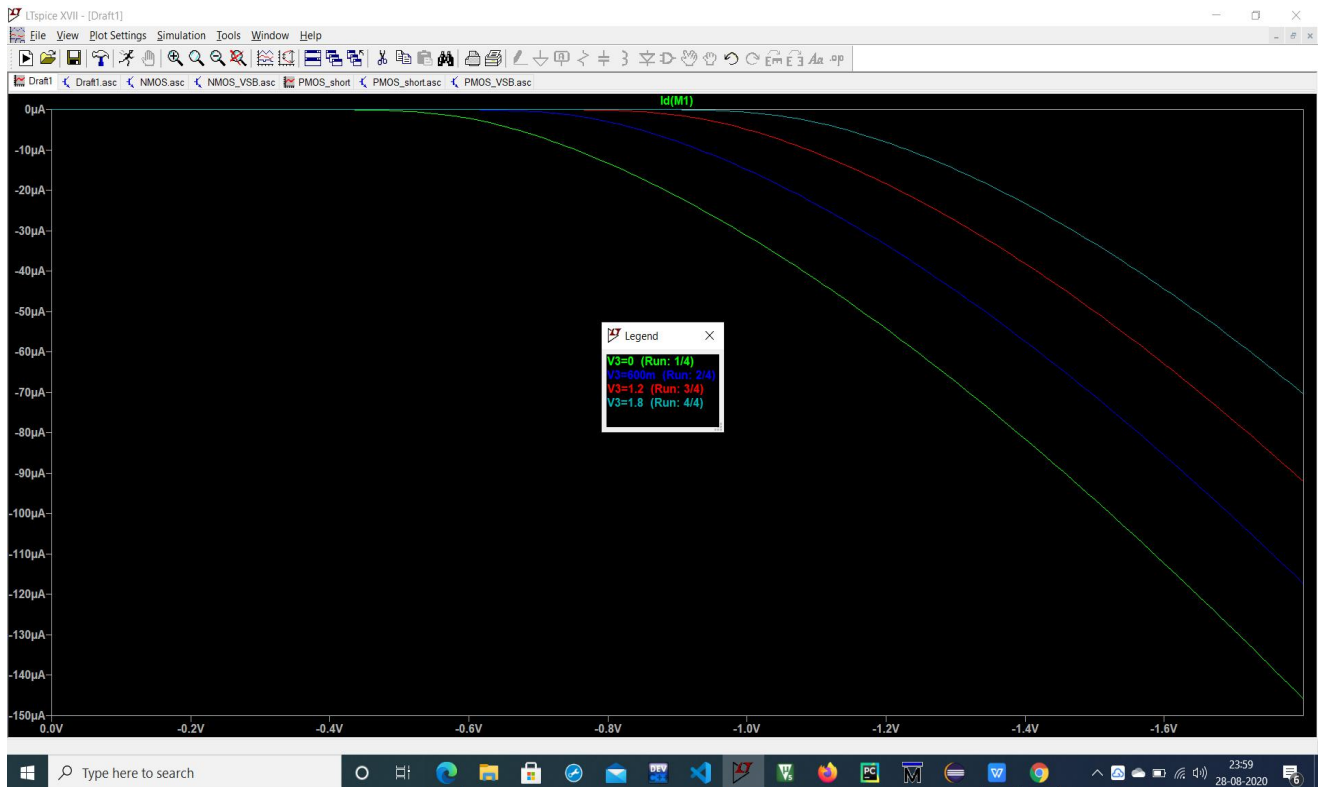 LTspice XVII - [Draft1]
File View Plot Settings Simulation Tools Window Help
Draft1 Draft1.asc NMOS.asc NMOS_VSB.asc PMOS_short PMOS_short.asc PMOS_VSB.asc
Id(M1)
0µA
-10µA
-20µA
-30µA
-40µA
-50µA
-60µA
-70µA
-80µA
-90µA
-100µA
-110µA
-120µA
-130µA
-140µA
-150µA
0.0V -0.2V -0.4V -0.6V -0.8V -1.0V -1.2V -1.4V -1.6V
Legend
V3=0 (Run: 1/4)
V3=600m (Run: 2/4)
V3=1.2 (Run: 3/4)
V3=1.8 (Run: 4/4)
Type here to search
DEV
PC
W
23:59
28-08-2020
6